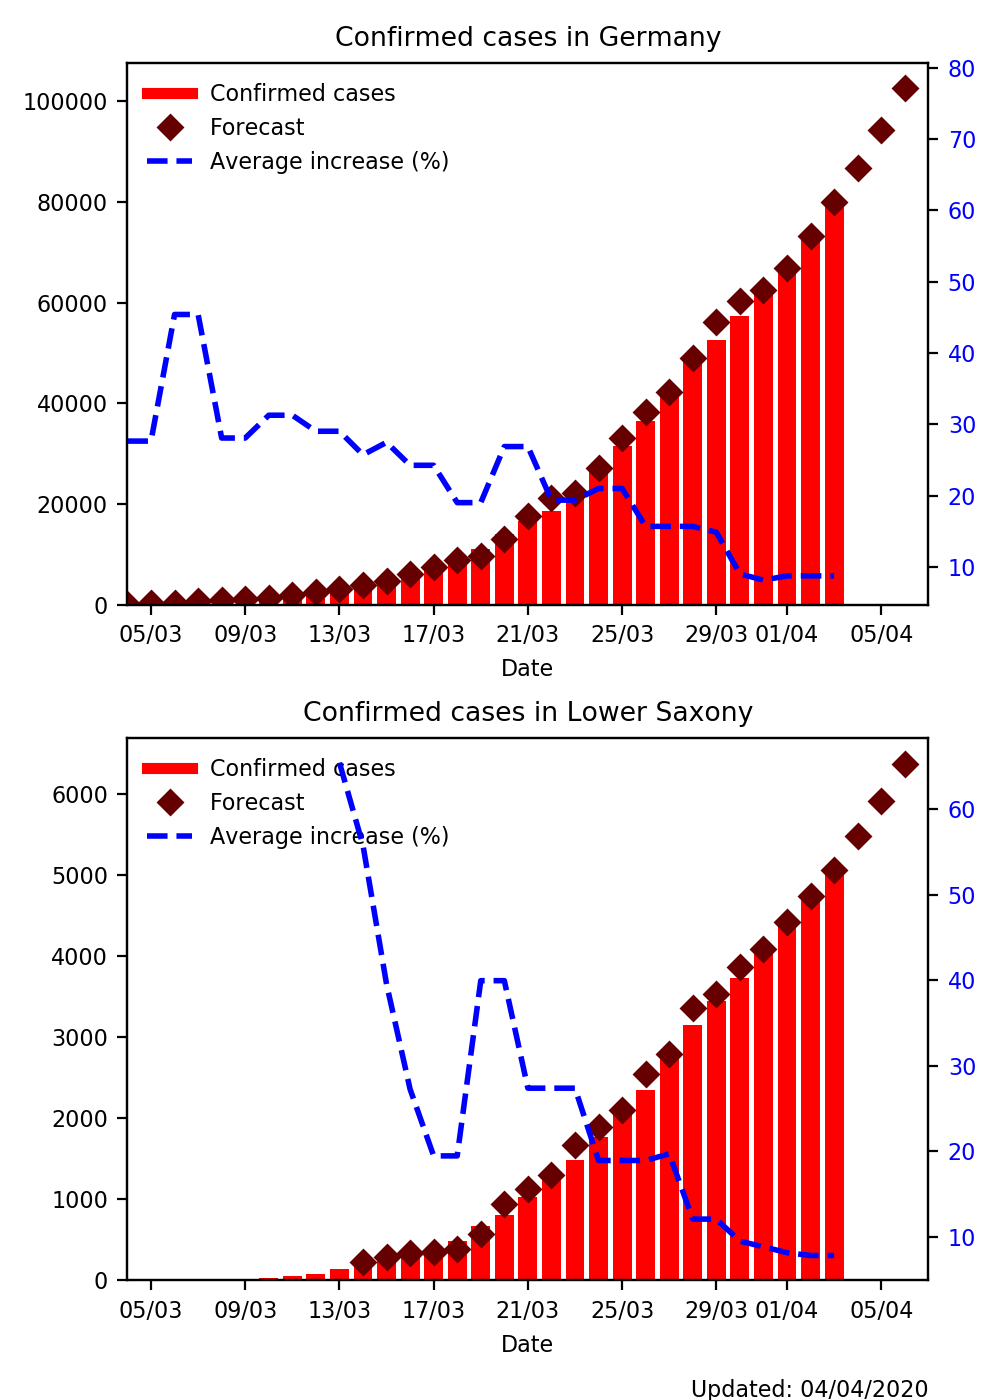 Confirmed cases in Germany
Confirmed cases
Forecast
Average increase (%)
100000
80000
60000
40000
20000
0
80
70
60
50
40
30
20
10
05/03 09/03 13/03 17/03 21/03 25/03 29/03 01/04 05/04
Date
Confirmed cases in Lower Saxony
Confirmed cases
Forecast
Average increase (%)
6000
5000
4000
3000
2000
1000
0
60
50
40
30
20
10
05/03 09/03 13/03 17/03 21/03 25/03 29/03 01/04 05/04
Date
Updated: 04/04/2020